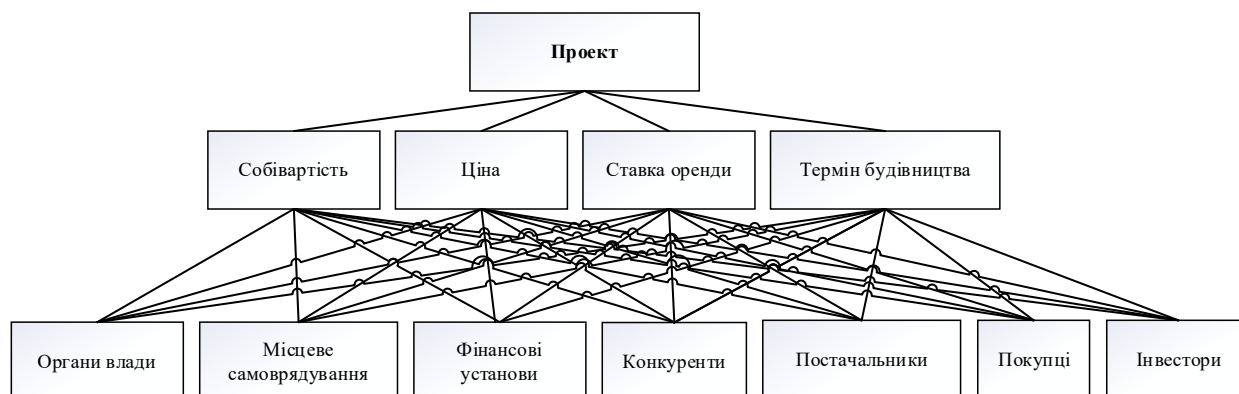 Проект
Собівартість
Ціна
Ставка оренди
Термін будівництва
Органи влади
Місцеве
самоврядування
Фінансові
установи
Конкуренти
Постачальники
Покупці
Інвестори